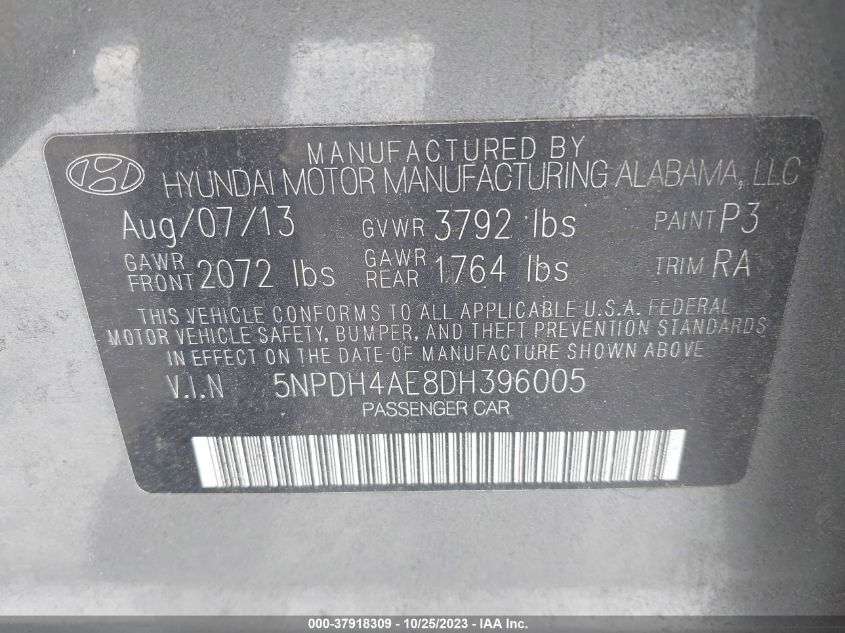 MANUFACTURED BY
HYUNDAI MOTOR MANUFACTURING ALABAMA, LLC
Aug/07/13 GVWR 3792 lbs PAINT P3
GAWR FRONT 2072 lbs GAWR REAR 1764 lbs TRIM RA
THIS VEHICLE CONFORMS TO ALL APPLICABLE U.S.A. FEDERAL
MOTOR VEHICLE SAFETY, BUMPER, AND THEFT PREVENTION STANDARDS
IN EFFECT ON THE DATE OF MANUFACTURE SHOWN ABOVE
V.I.N 5NPDH4AE8DH396005
PASSENGER CAR
000-37918309 - 10/25/2023 - IAA Inc.